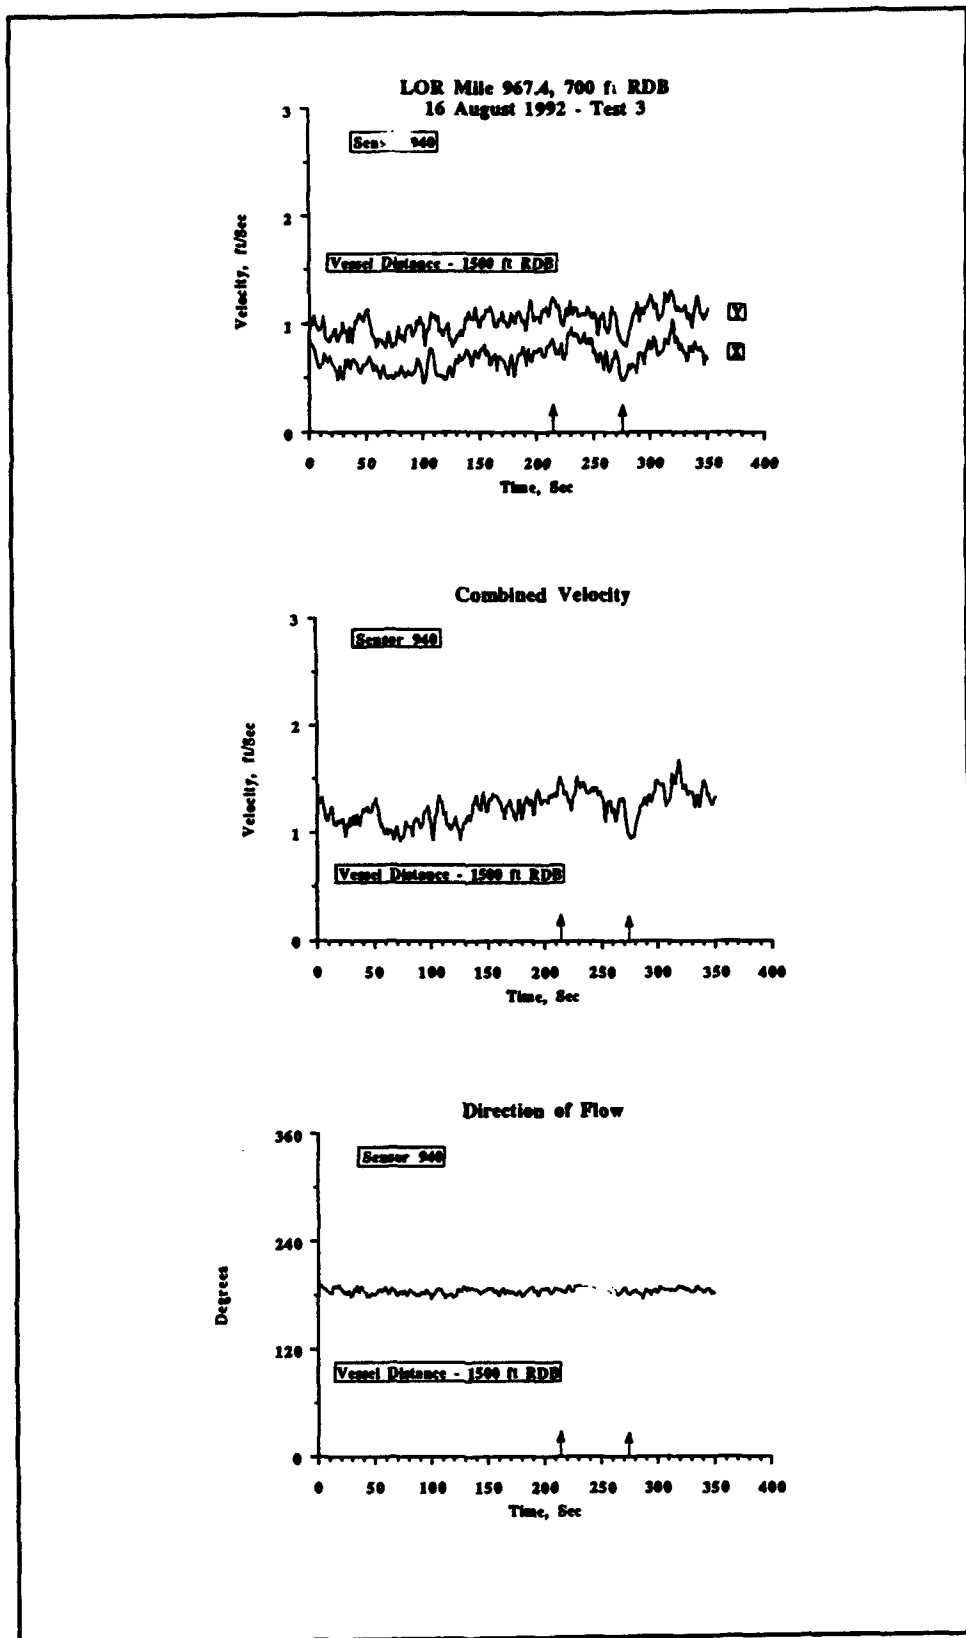 LOR Mile 967.4, 700 ft RDB
16 August 1992 - Test 3
3
2
1
0
Velocity, ft/Sec
Sens 940
Vessel Distance - 1500 ft RDB
Y
X
0 50 100 150 200 250 300 350 400
Time, Sec
Combined Velocity
3
2
1
0
Velocity, ft/Sec
Sensor 940
Vessel Distance - 1500 ft RDB
0 50 100 150 200 250 300 350 400
Time, Sec
Direction of Flow
360
240
120
0
Degrees
Sensor 940
Vessel Distance - 1500 ft RDB
0 50 100 150 200 250 300 350 400
Time, Sec